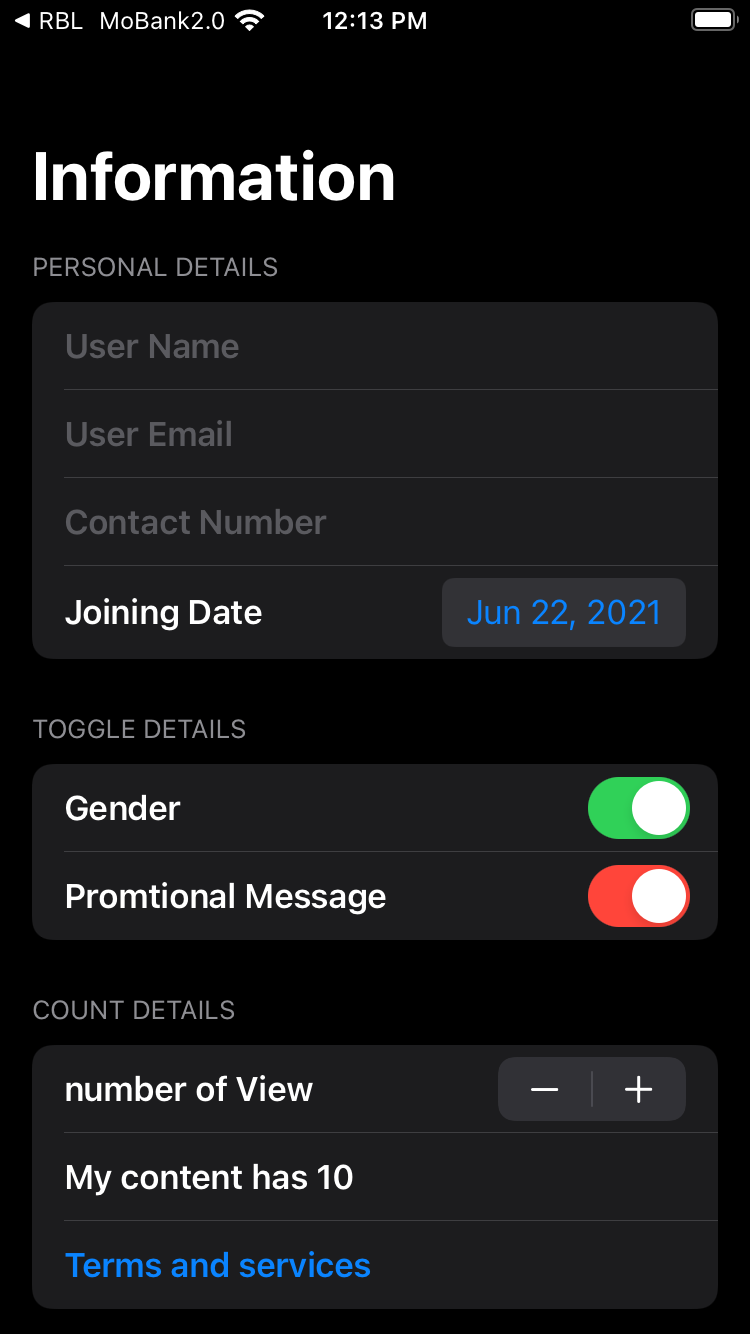 ◀ RBL MoBank2.0 12:13 PM
Information
PERSONAL DETAILS
User Name
User Email
Contact Number
Joining Date Jun 22, 2021
TOGGLE DETAILS
Gender
Promtional Message
COUNT DETAILS
number of View − +
My content has 10
Terms and services